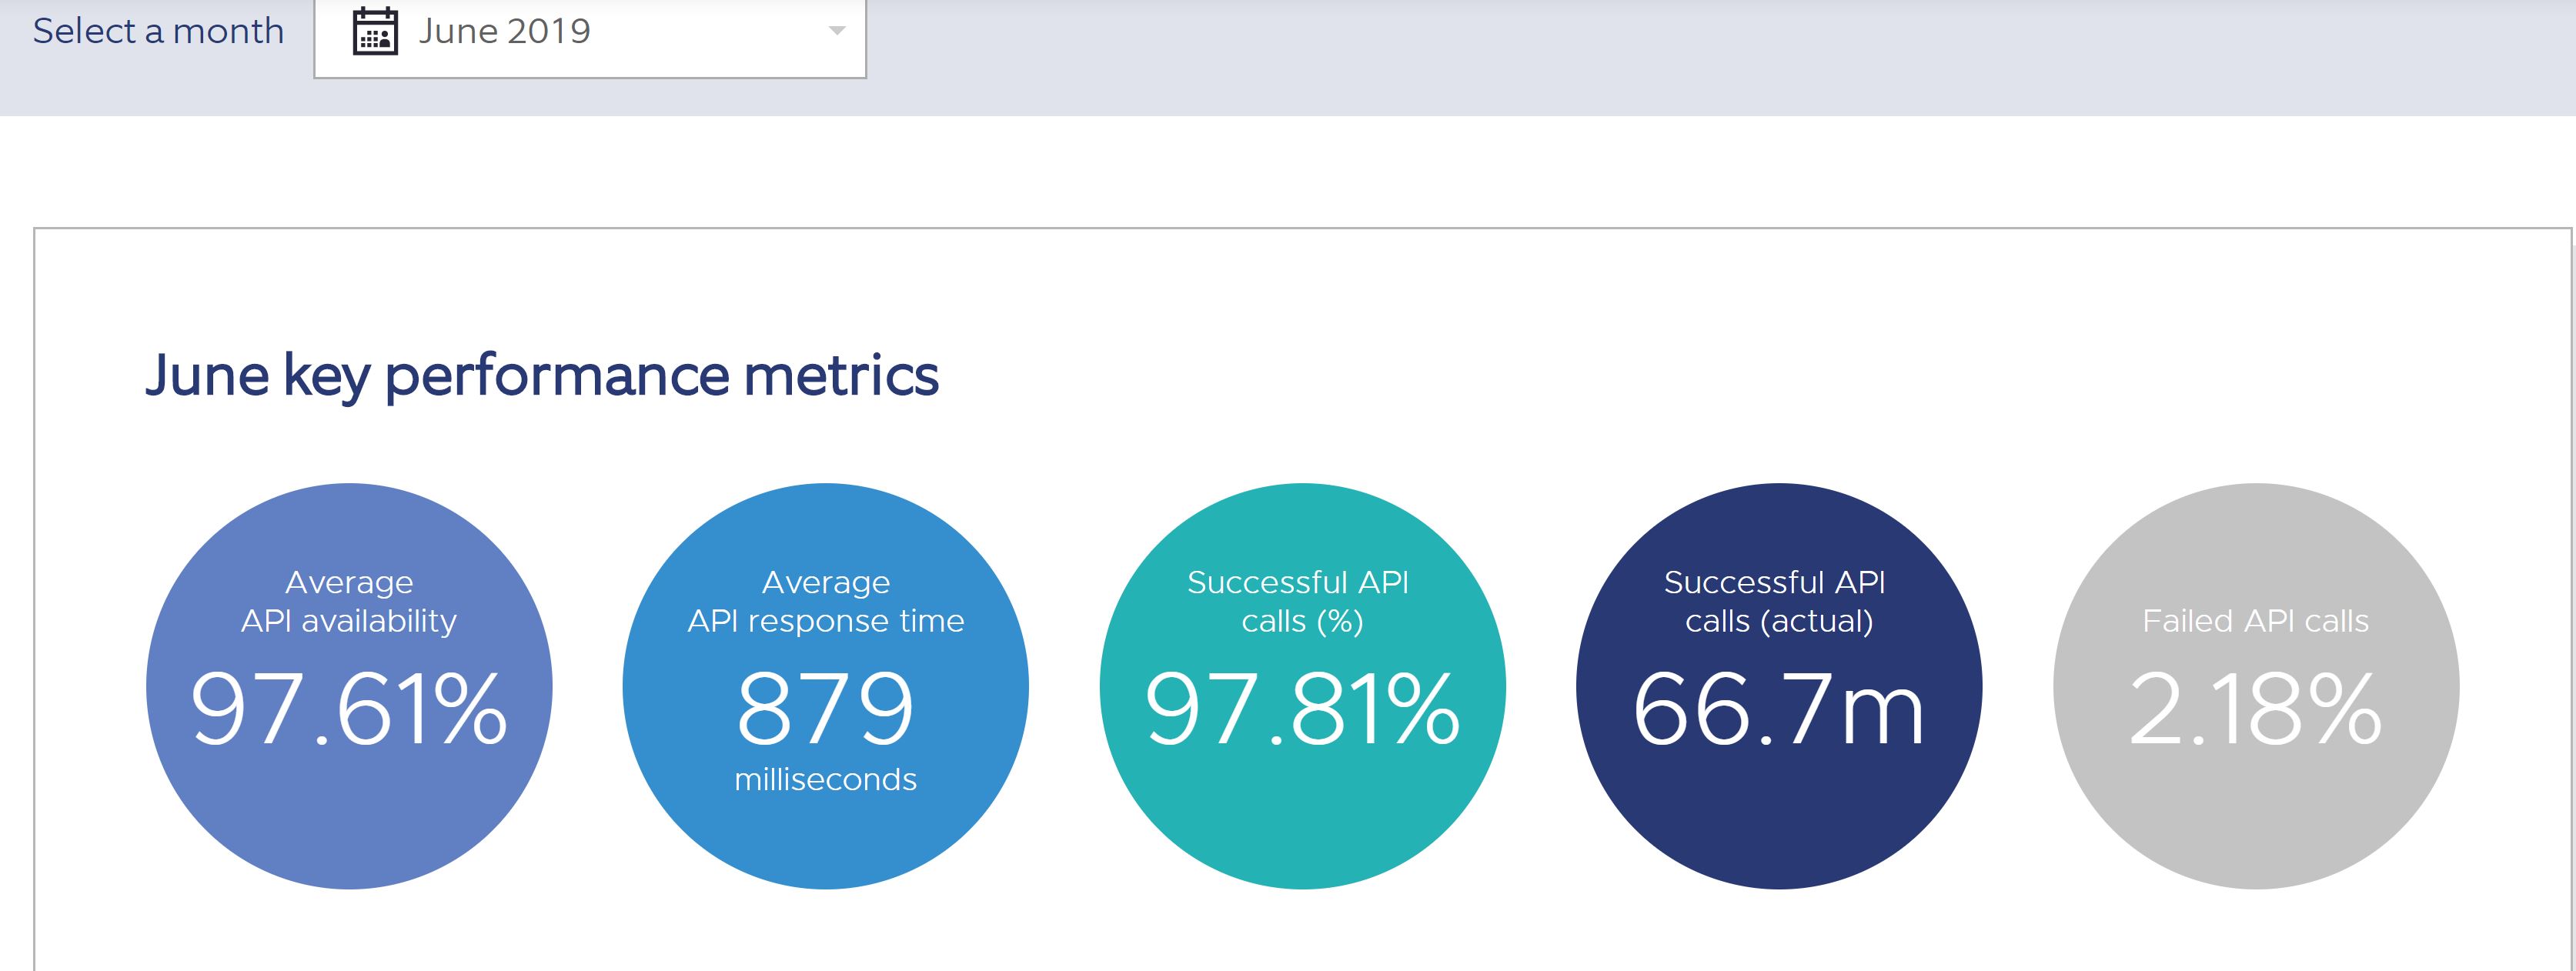 Select a month
June 2019
June key performance metrics
Average
API availability
97.61%
Average
API response time
879
milliseconds
Successful API
calls (%)
97.81%
Successful API
calls (actual)
66.7m
Failed API calls
2.18%